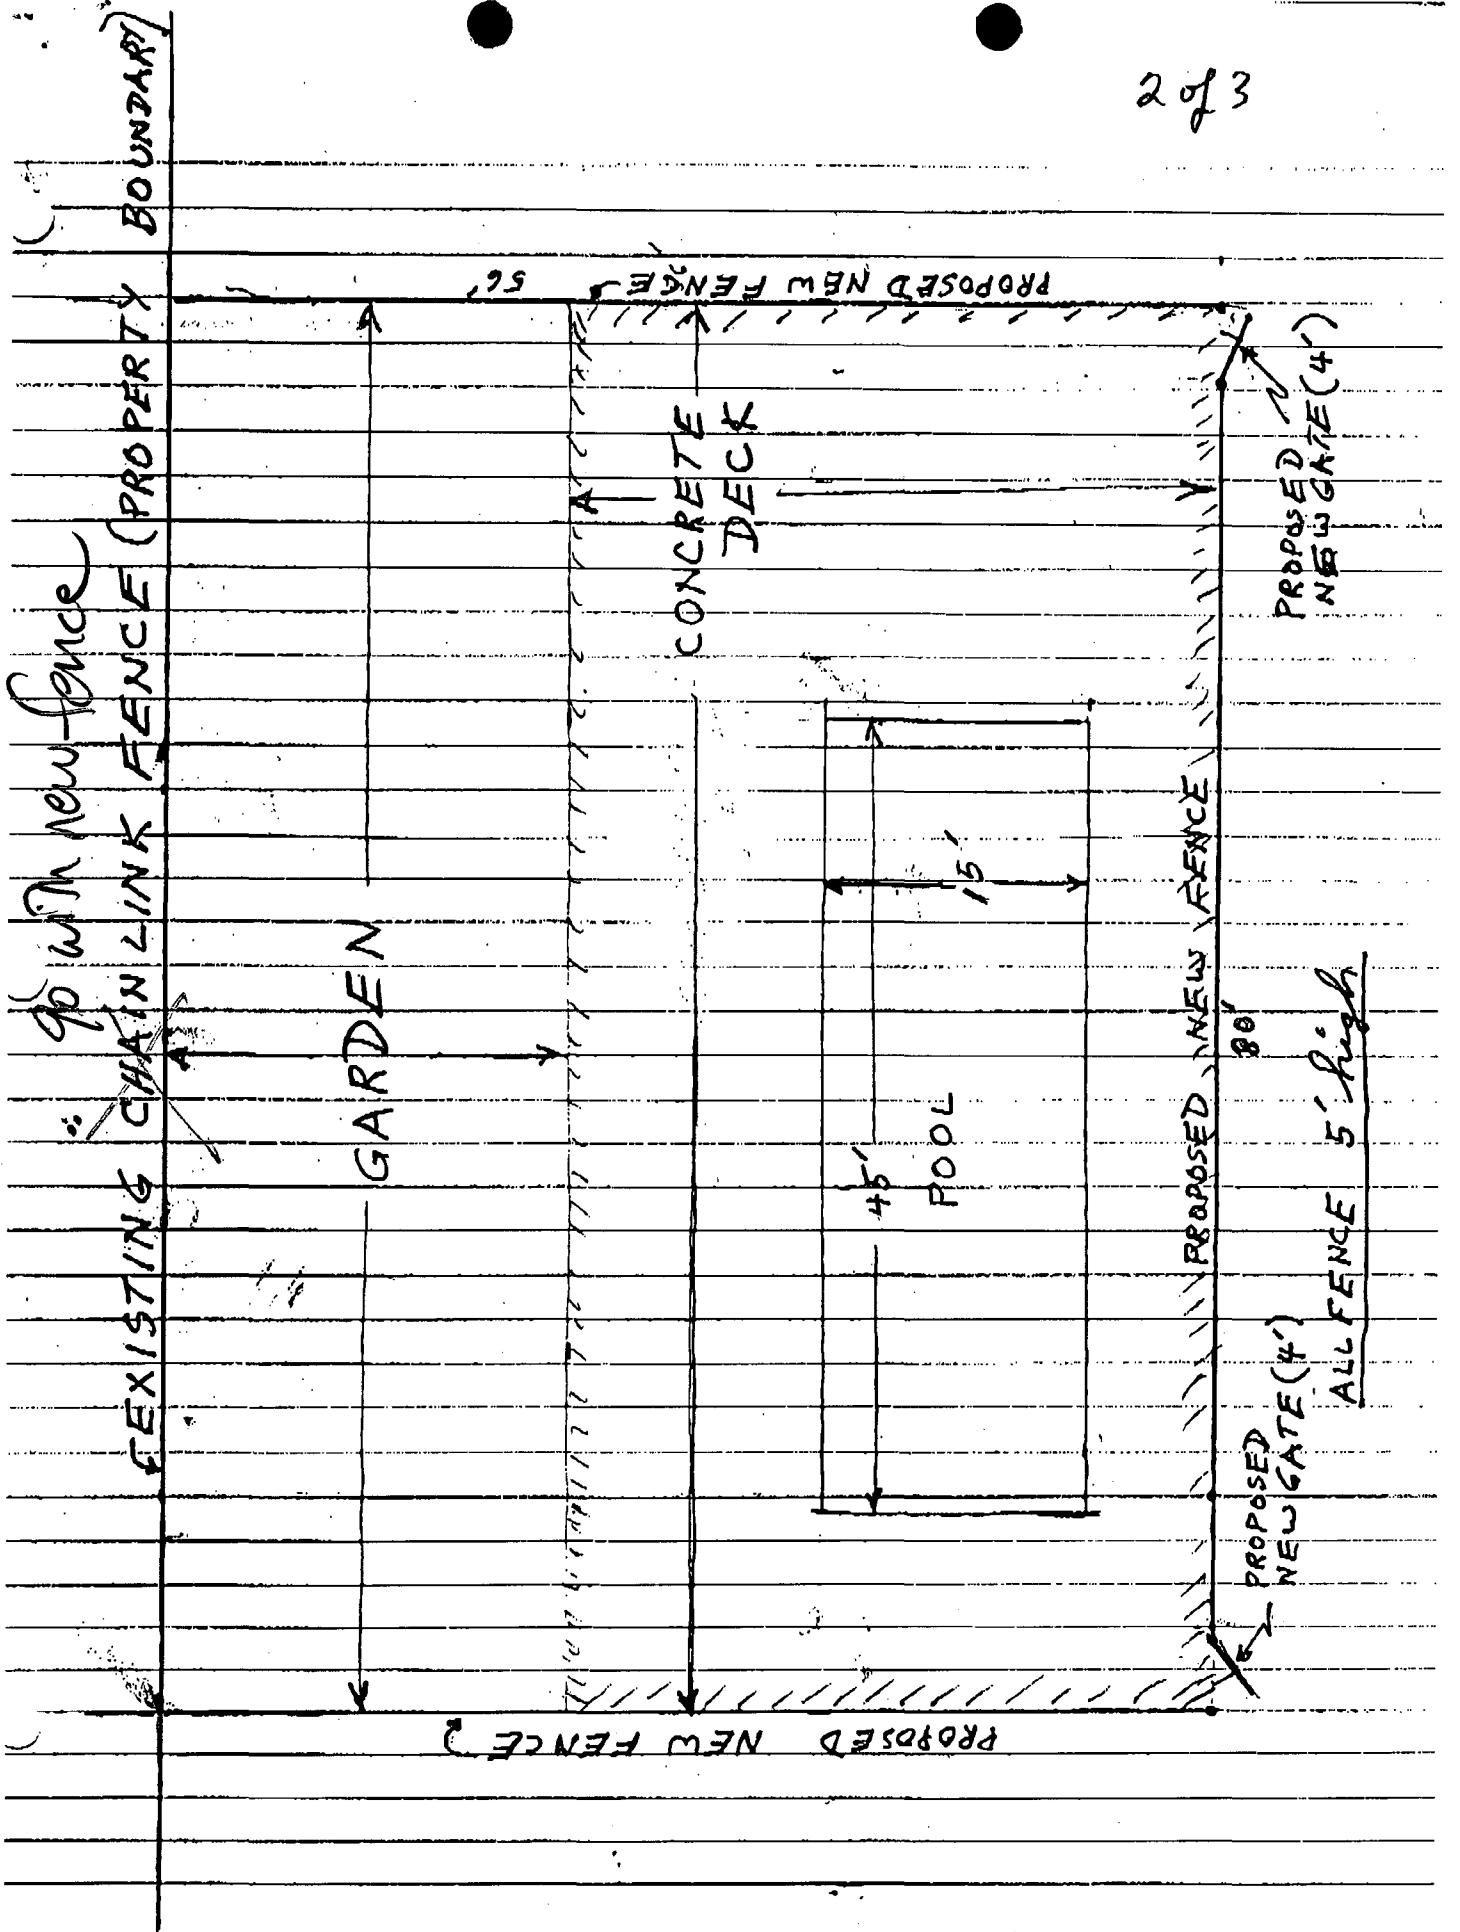 2 of 3
go with new fence
EXISTING CHAIN LINK FENCE (PROPERTY BOUNDARY)
PROPOSED NEW FENCE
56'
GARDEN
CONCRETE
DECK
15'
45'
POOL
PROPOSED NEW FENCE
80'
PROPOSED
NEW GATE (4')
PROPOSED
NEW GATE (4')
ALL FENCE 5' high
PROPOSED NEW FENCE